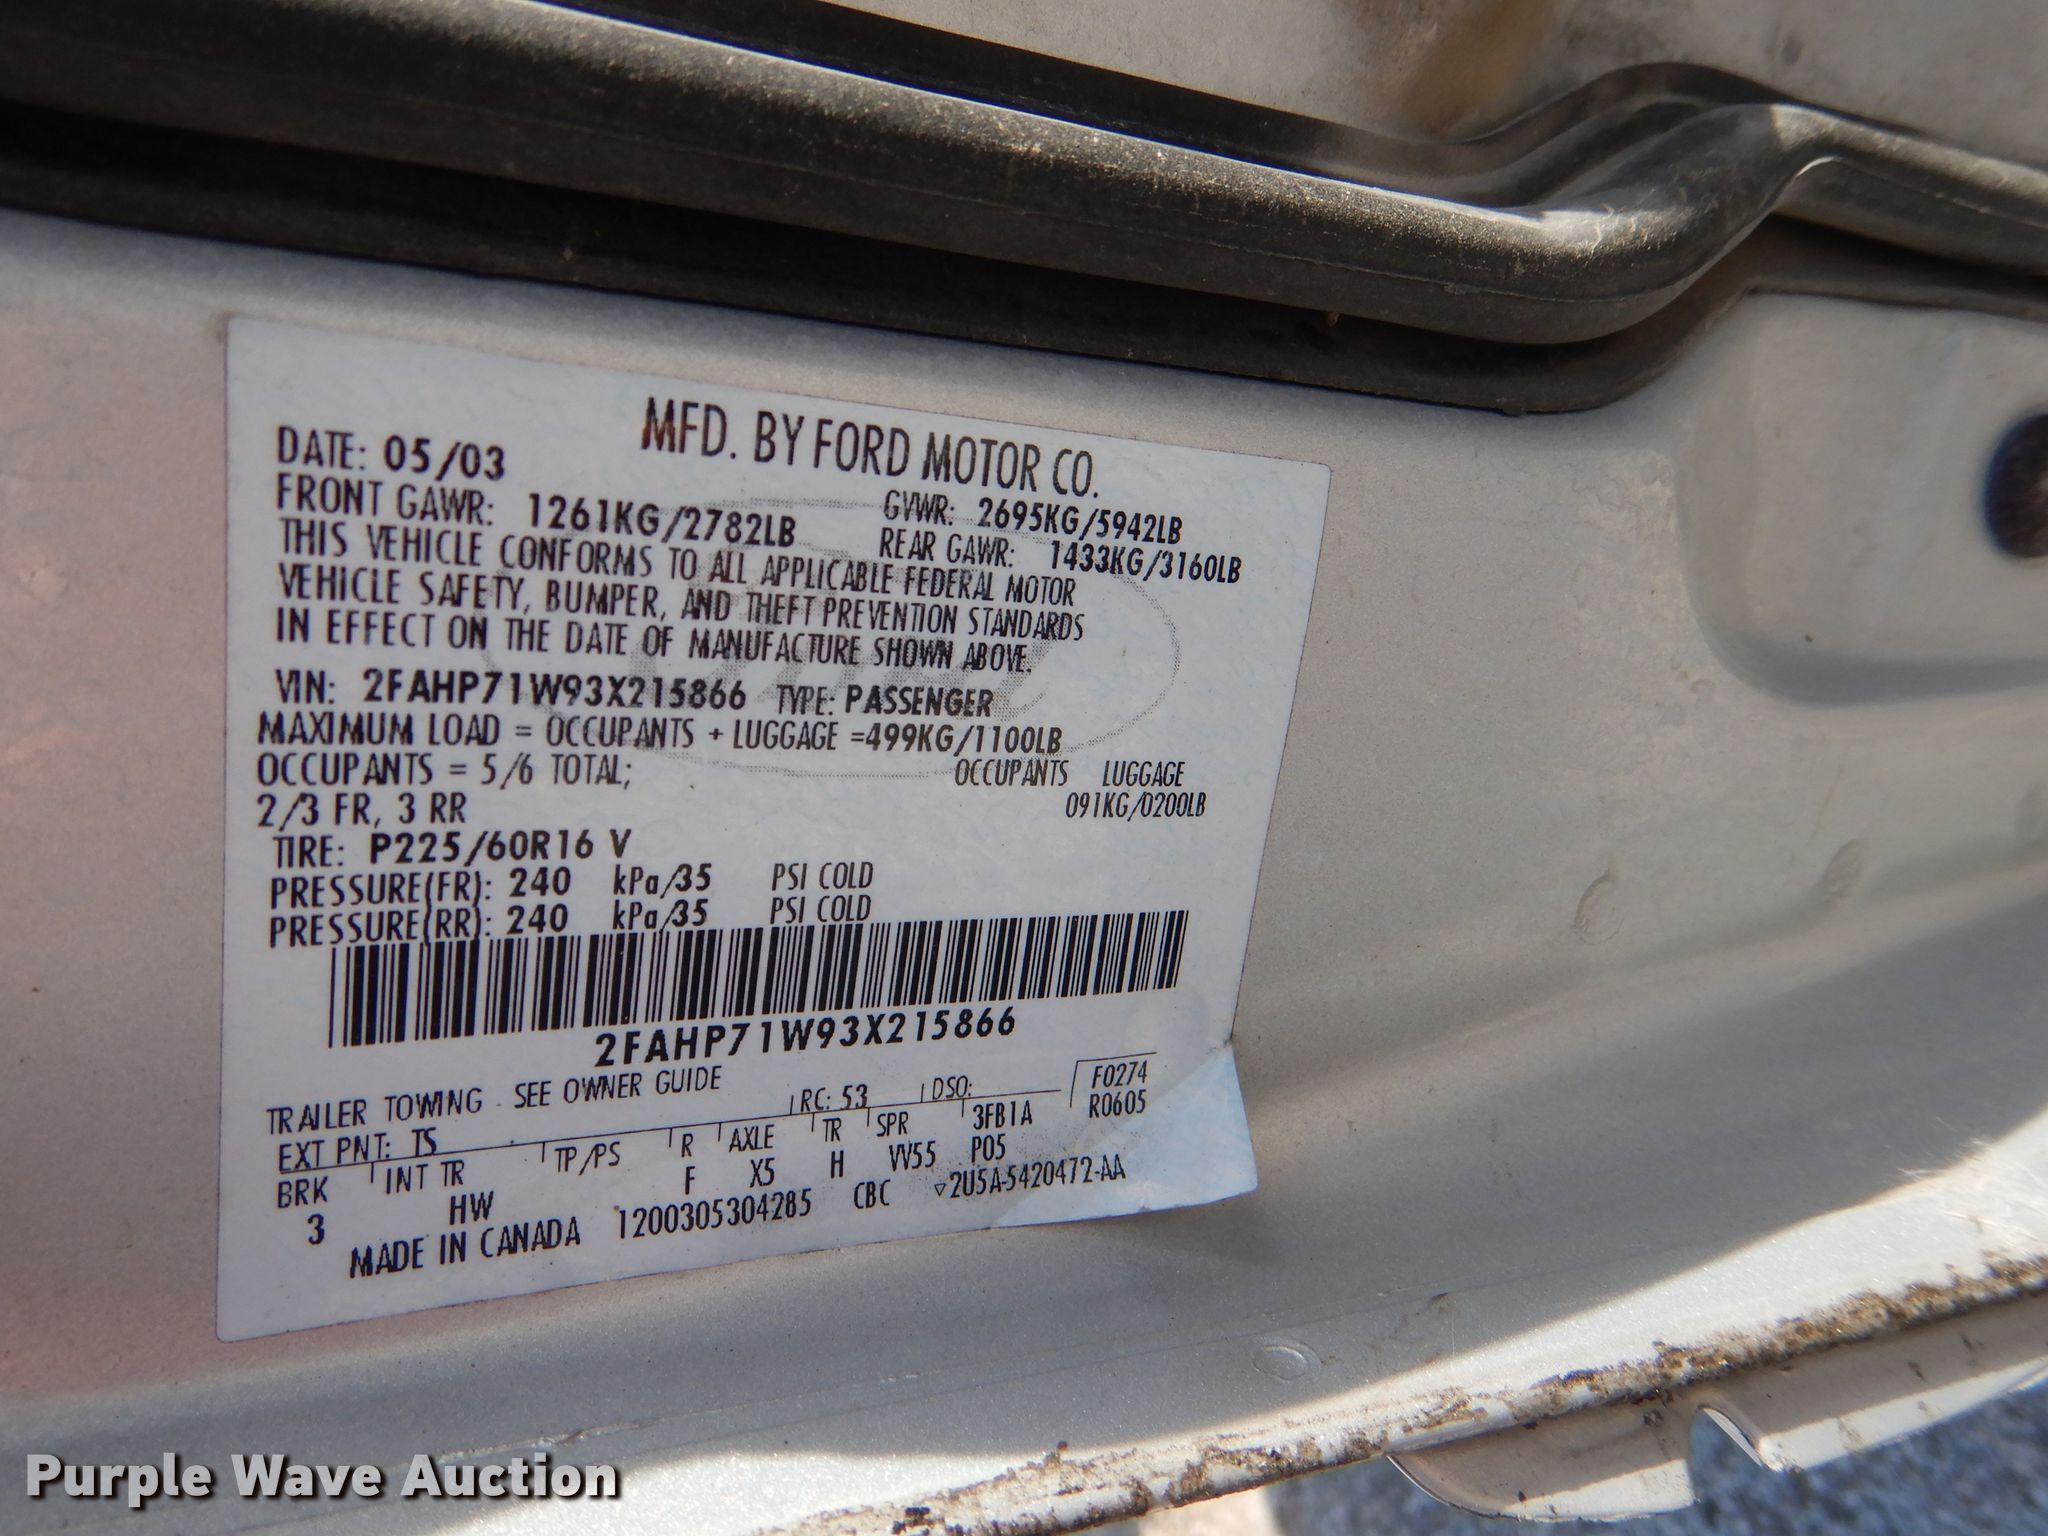 MFD. BY FORD MOTOR CO.
DATE: 05/03 GVWR: 2695KG/5942LB
FRONT GAWR: 1261KG/2782LB REAR GAWR: 1433KG/3160LB
THIS VEHICLE CONFORMS TO ALL APPLICABLE FEDERAL MOTOR
VEHICLE SAFETY, BUMPER, AND THEFT PREVENTION STANDARDS
IN EFFECT ON THE DATE OF MANUFACTURE SHOWN ABOVE.
VIN: 2FAHP71W93X215866 TYPE: PASSENGER
MAXIMUM LOAD = OCCUPANTS + LUGGAGE =499KG/1100LB
OCCUPANTS = 5/6 TOTAL; OCCUPANTS LUGGAGE
2/3 FR, 3 RR 091KG/0200LB
TIRE: P225/60R16 V
PRESSURE(FR): 240 kPa/35 PSI COLD
PRESSURE(RR): 240 kPa/35 PSI COLD
2FAHP71W93X215866
TRAILER TOWING - SEE OWNER GUIDE
EXT PNT: TS RC: 53 DSO: F0274
R0605
BRK INT TR TP/PS R AXLE TR SPR 3FB1A
3 HW F X5 H VV55 P05
MADE IN CANADA 1200305304285 CBC ▿2U5A-5420472-AA
Purple Wave Auction